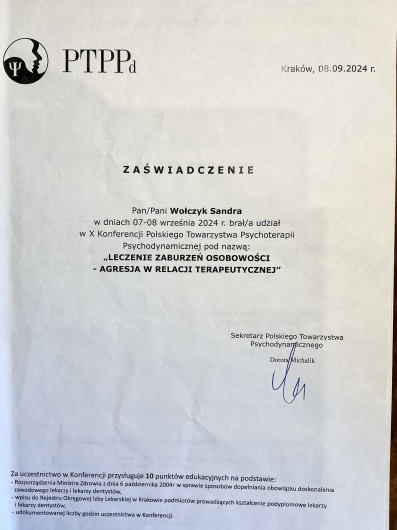 Ψ PTPPd
Kraków, 08.09.2024 r.
ZAŚWIADCZENIE
Pan/Pani Wołczyk Sandra
w dniach 07-08 września 2024 r. brał/a udział
w X Konferencji Polskiego Towarzystwa Psychoterapii
Psychodynamicznej pod nazwą:
„LECZENIE ZABURZEŃ OSOBOWOŚCI
- AGRESJA W RELACJI TERAPEUTYCZNEJ”
Sekretarz Polskiego Towarzystwa
Psychodynamicznego
Dorota Michalik
Za uczestnictwo w Konferencji przysługuje 10 punktów edukacyjnych na podstawie:
- Rozporządzenia Ministra Zdrowia z dnia 6 października 2004r w sprawie sposobów dopełniania obowiązku doskonalenia
zawodowego lekarzy i lekarzy dentystów,
- wpisu do Rejestru Okręgowej Izby Lekarskiej w Krakowie podmiotów prowadzących kształcenie podyplomowe lekarzy
i lekarzy dentystów,
- udokumentowanej liczby godzin uczestnictwa w Konferencji.